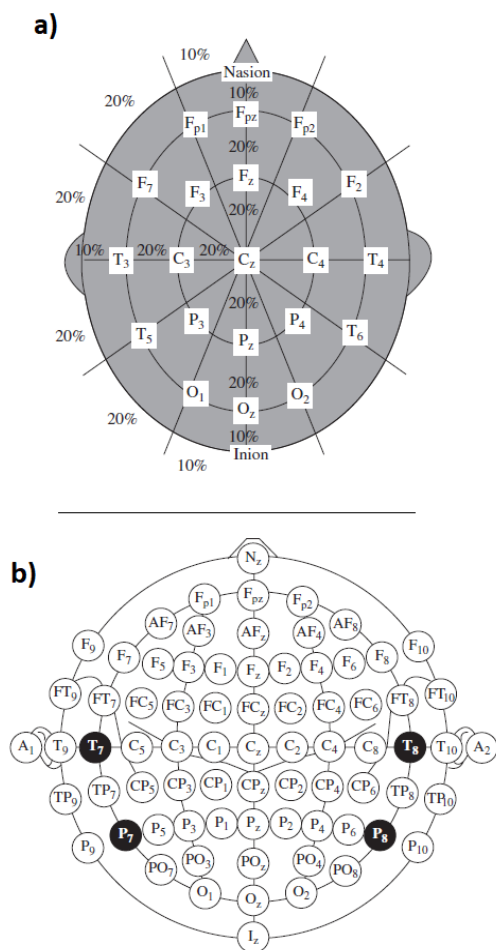 a)
10%
Nasion
20%
10%
Fp1 Fpz Fp2
20%
F7 F3 Fz F4 F2
20%
20%
10% T3 20% C3 20% Cz C4 T4
20%
20%
T5 P3 Pz P4 T6
20%
20%
O1 Oz O2
10%
Inion
10%
b)
Nz
Fp1 Fpz Fp2
AF7 AF3 AFz AF4 AF8
F9 F7 F5 F3 F1 Fz F2 F4 F6 F8 F10
FT9 FT7 FC5 FC3 FC1 FCz FC2 FC4 FC6 FT8 FT10
A1 T9 T7 C5 C3 C1 Cz C2 C4 C8 T8 T10 A2
TP9 TP7 CP5 CP3 CP1 CPz CP2 CP4 CP6 TP8 TP10
P9 P7 P5 P3 P1 Pz P2 P4 P6 P8 P10
PO7 PO3 POz PO4 PO8
O1 Oz O2
Iz